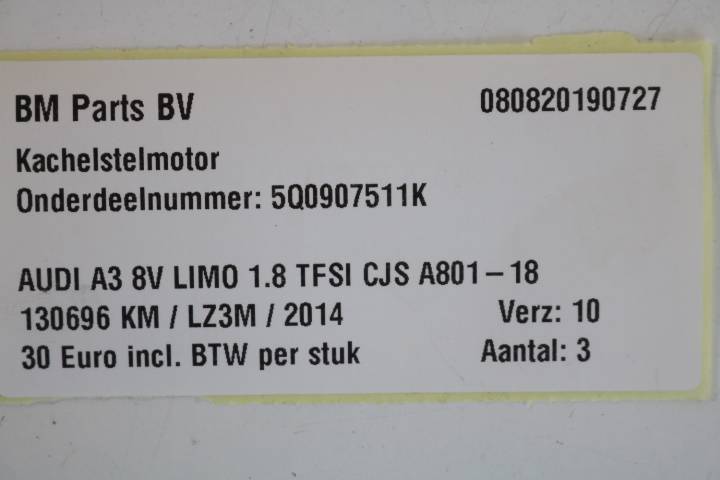 BM Parts BV 080820190727
Kachelstelmotor
Onderdeelnummer: 5Q0907511K
AUDI A3 8V LIMO 1.8 TFSI CJS A801-18
130696 KM / LZ3M / 2014 Verz: 10
30 Euro incl. BTW per stuk Aantal: 3